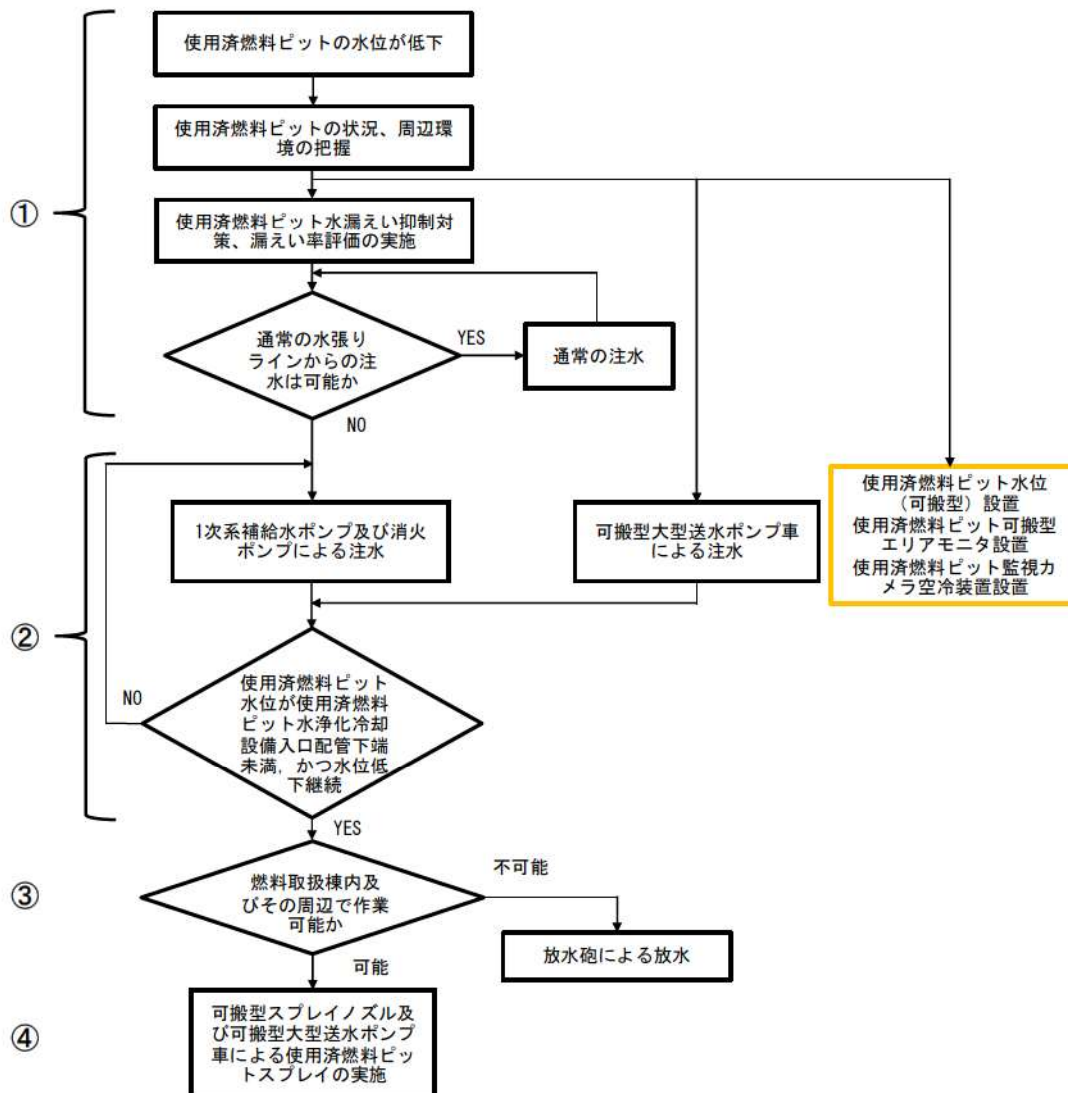 使用済燃料ピットの水位が低下
使用済燃料ピットの状況、周辺環
境の把握
①
使用済燃料ピット水漏えい抑制対
策、漏えい率評価の実施
通常の水張り
ラインからの注
水は可能か
YES
通常の注水
NO
1次系補給水ポンプ及び消火
ポンプによる注水
可搬型大型送水ポンプ車
による注水
使用済燃料ピット水位
（可搬型）設置
使用済燃料ピット可搬型
エリアモニタ設置
使用済燃料ピット監視カ
メラ空冷装置設置
②
使用済燃料ピット
水位が使用済燃料
ピット水浄化冷却
設備入口配管下端
未満，かつ水位低
下継続
NO
YES
③
燃料取扱棟内及
びその周辺で作業
可能か
不可能
放水砲による放水
可能
④
可搬型スプレイノズル及
び可搬型大型送水ポンプ
車による使用済燃料ピッ
トスプレイの実施